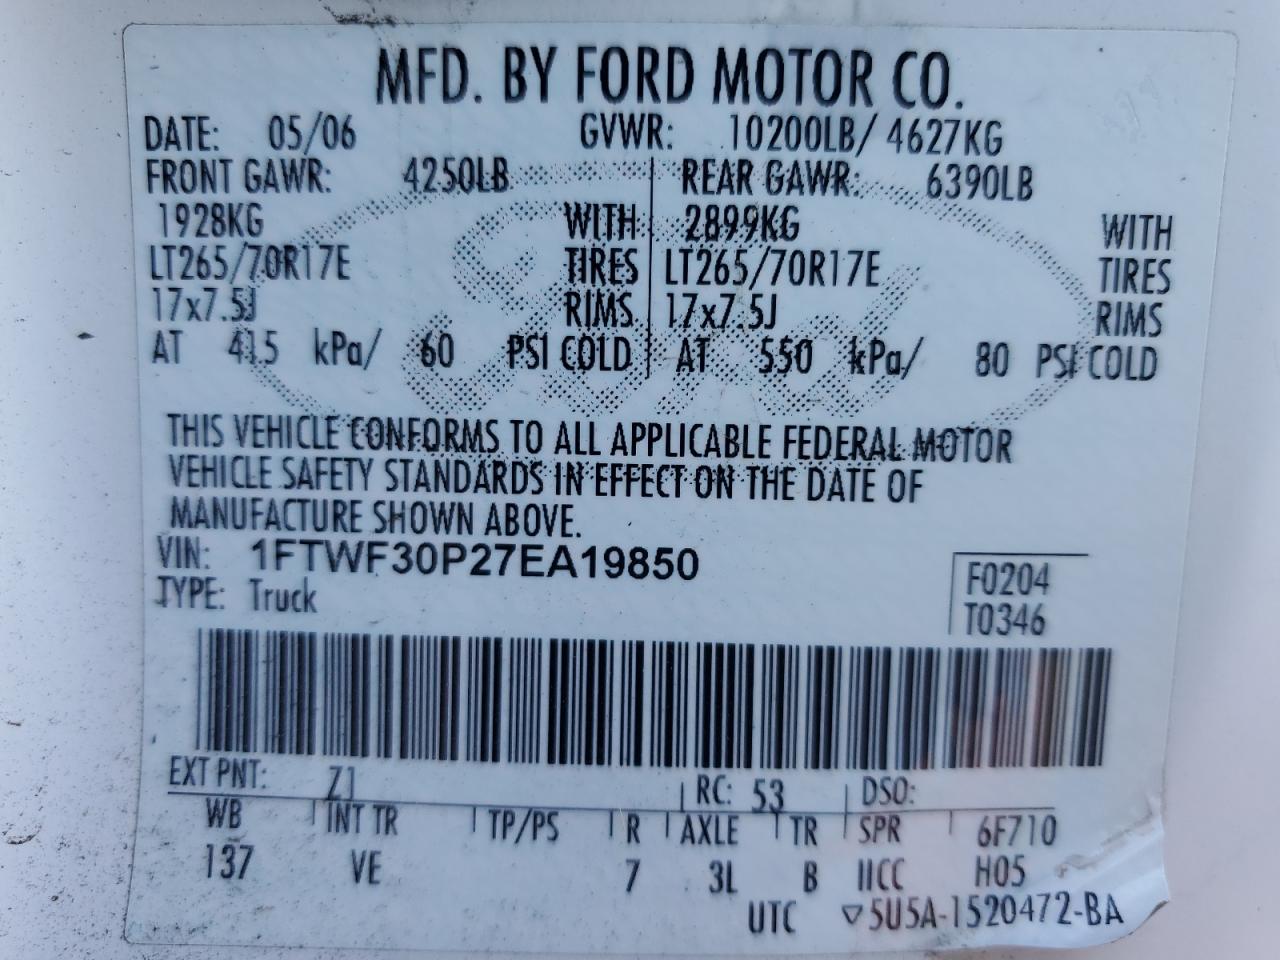 MFD. BY FORD MOTOR CO.
DATE: 05/06 GVWR: 10200LB/ 4627KG
FRONT GAWR: 4250LB REAR GAWR: 6390LB
1928KG WITH 2899KG WITH
LT265/70R17E TIRES LT265/70R17E TIRES
17x7.5J RIMS 17x7.5J RIMS
AT 415 kPa/ 60 PSI COLD AT 550 kPa/ 80 PSI COLD
THIS VEHICLE CONFORMS TO ALL APPLICABLE FEDERAL MOTOR
VEHICLE SAFETY STANDARDS IN EFFECT ON THE DATE OF
MANUFACTURE SHOWN ABOVE.
VIN: 1FTWF30P27EA19850
TYPE: Truck
F0204
T0346
EXT PNT: Z1 RC: 53 DSO:
WB INT TR TP/PS R AXLE TR SPR 6F710
137 VE 7 3L B IICC H05
UTC ▽5U5A-1520472-BA